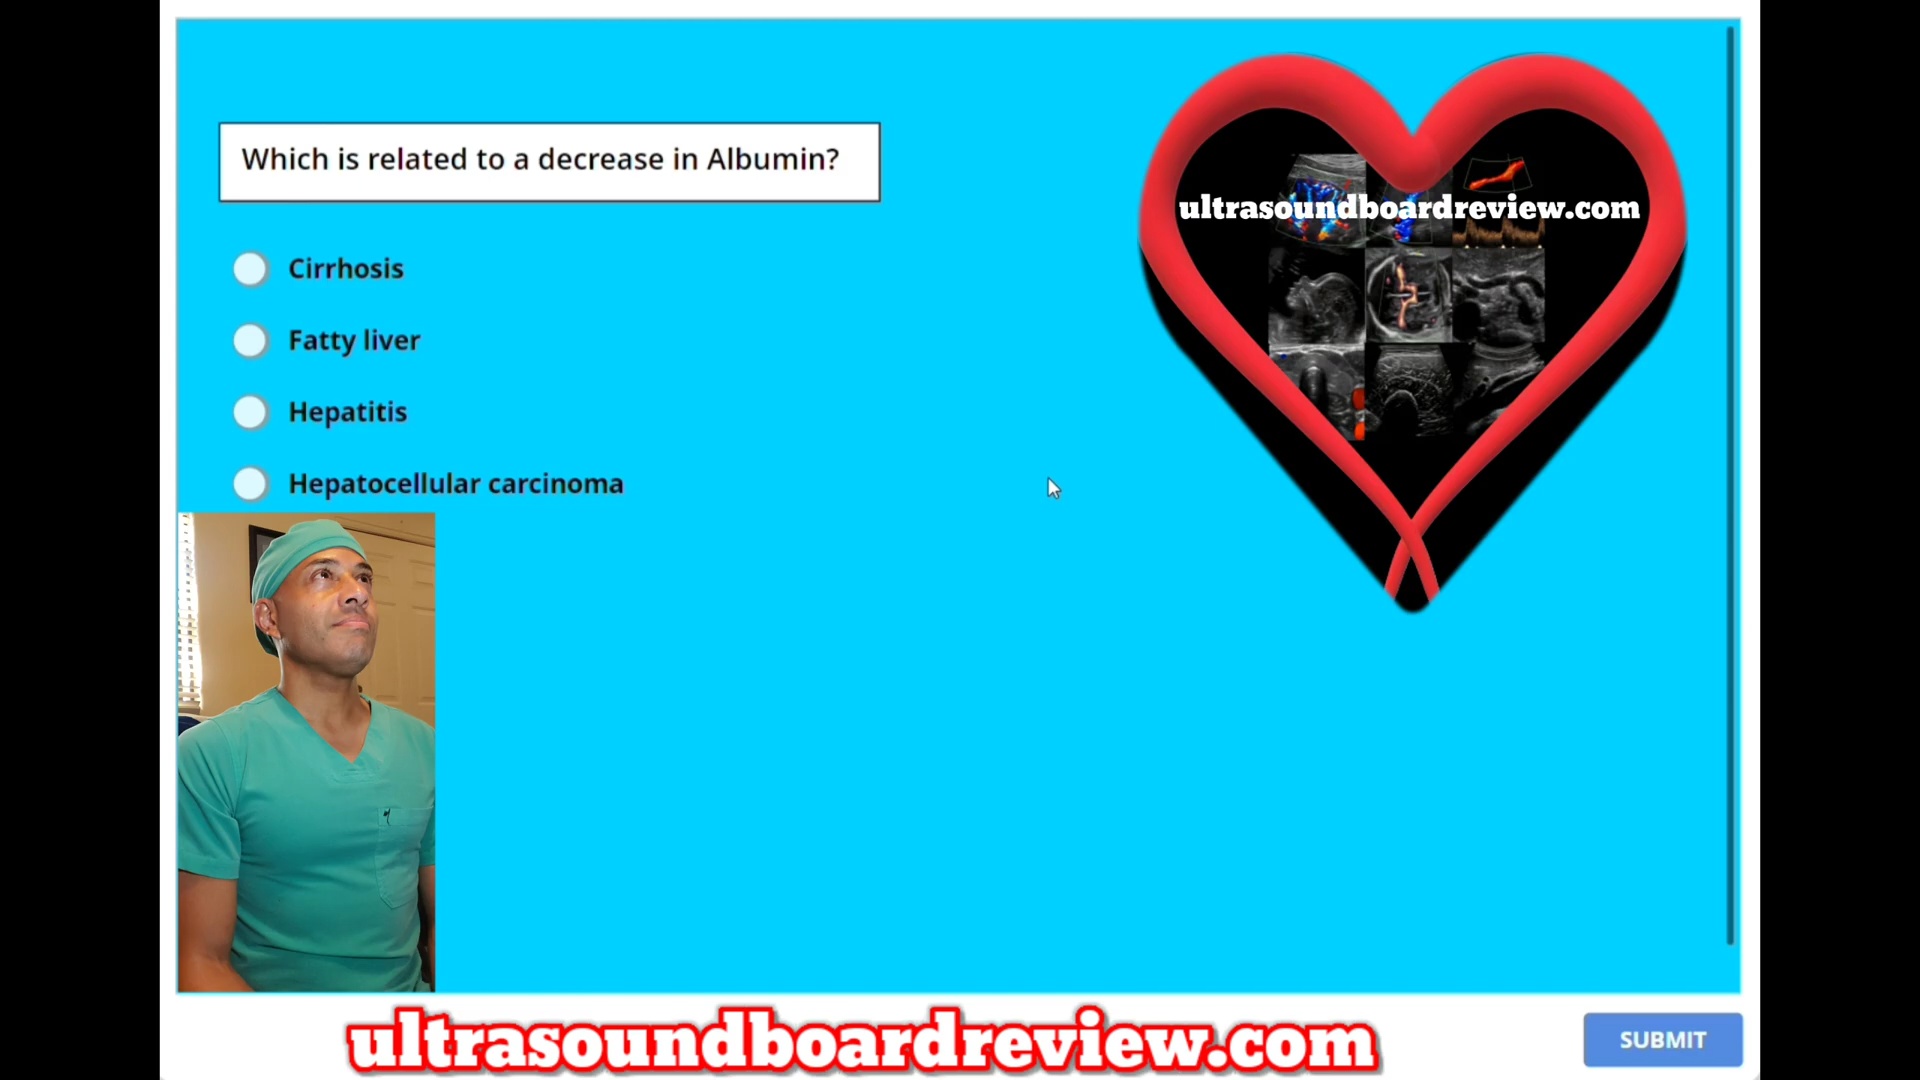 Which is related to a decrease in Albumin?
ultrasoundboardreview.com
Cirrhosis
Fatty liver
Hepatitis
Hepatocellular carcinoma
ultrasoundboardreview.com
SUBMIT